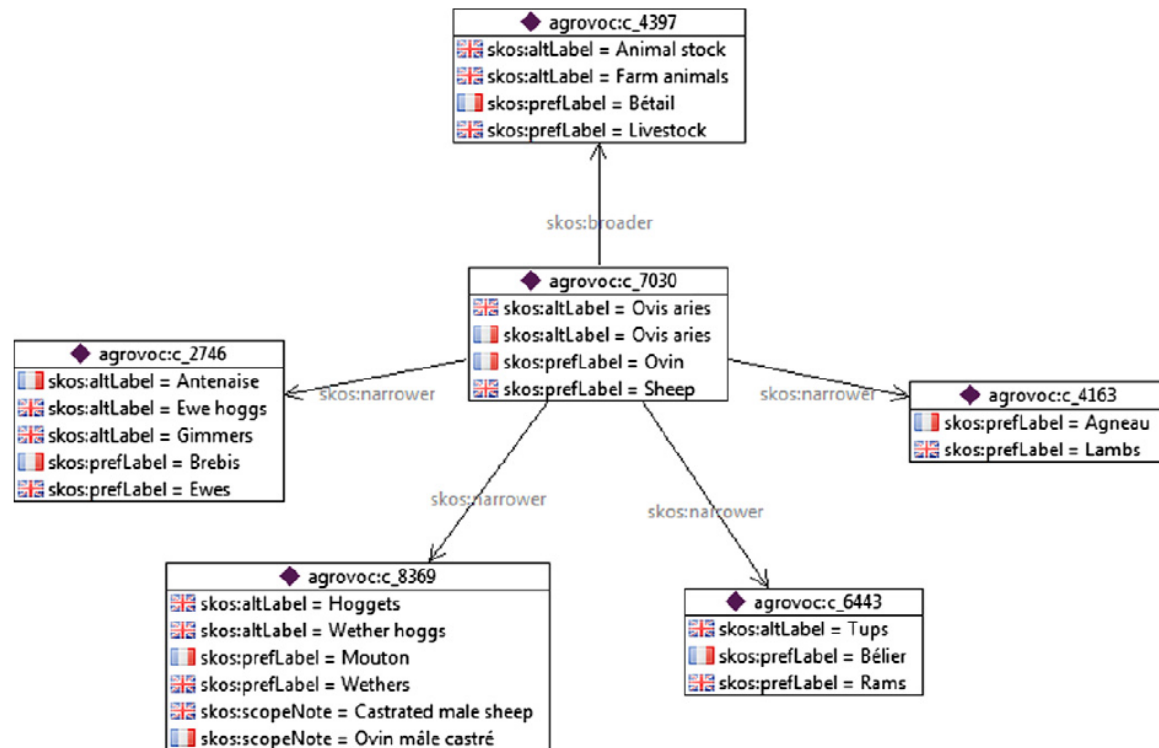 agrovoc:c_4397
skos:altLabel = Animal stock
skos:altLabel = Farm animals
skos:prefLabel = Bétail
skos:prefLabel = Livestock
skos:broader
agrovoc:c_7030
skos:altLabel = Ovis aries
skos:altLabel = Ovis aries
skos:prefLabel = Ovin
skos:prefLabel = Sheep
agrovoc:c_2746
skos:altLabel = Antenaise
skos:altLabel = Ewe hoggs
skos:altLabel = Gimmers
skos:prefLabel = Brebis
skos:prefLabel = Ewes
skos:narrower
skos:narrower
agrovoc:c_4163
skos:prefLabel = Agneau
skos:prefLabel = Lambs
skos:narrower
skos:narrower
agrovoc:c_8369
skos:altLabel = Hoggets
skos:altLabel = Wether hoggs
skos:prefLabel = Mouton
skos:prefLabel = Wethers
skos:scopeNote = Castrated male sheep
skos:scopeNote = Ovin mâle castré
agrovoc:c_6443
skos:altLabel = Tups
skos:prefLabel = Bélier
skos:prefLabel = Rams